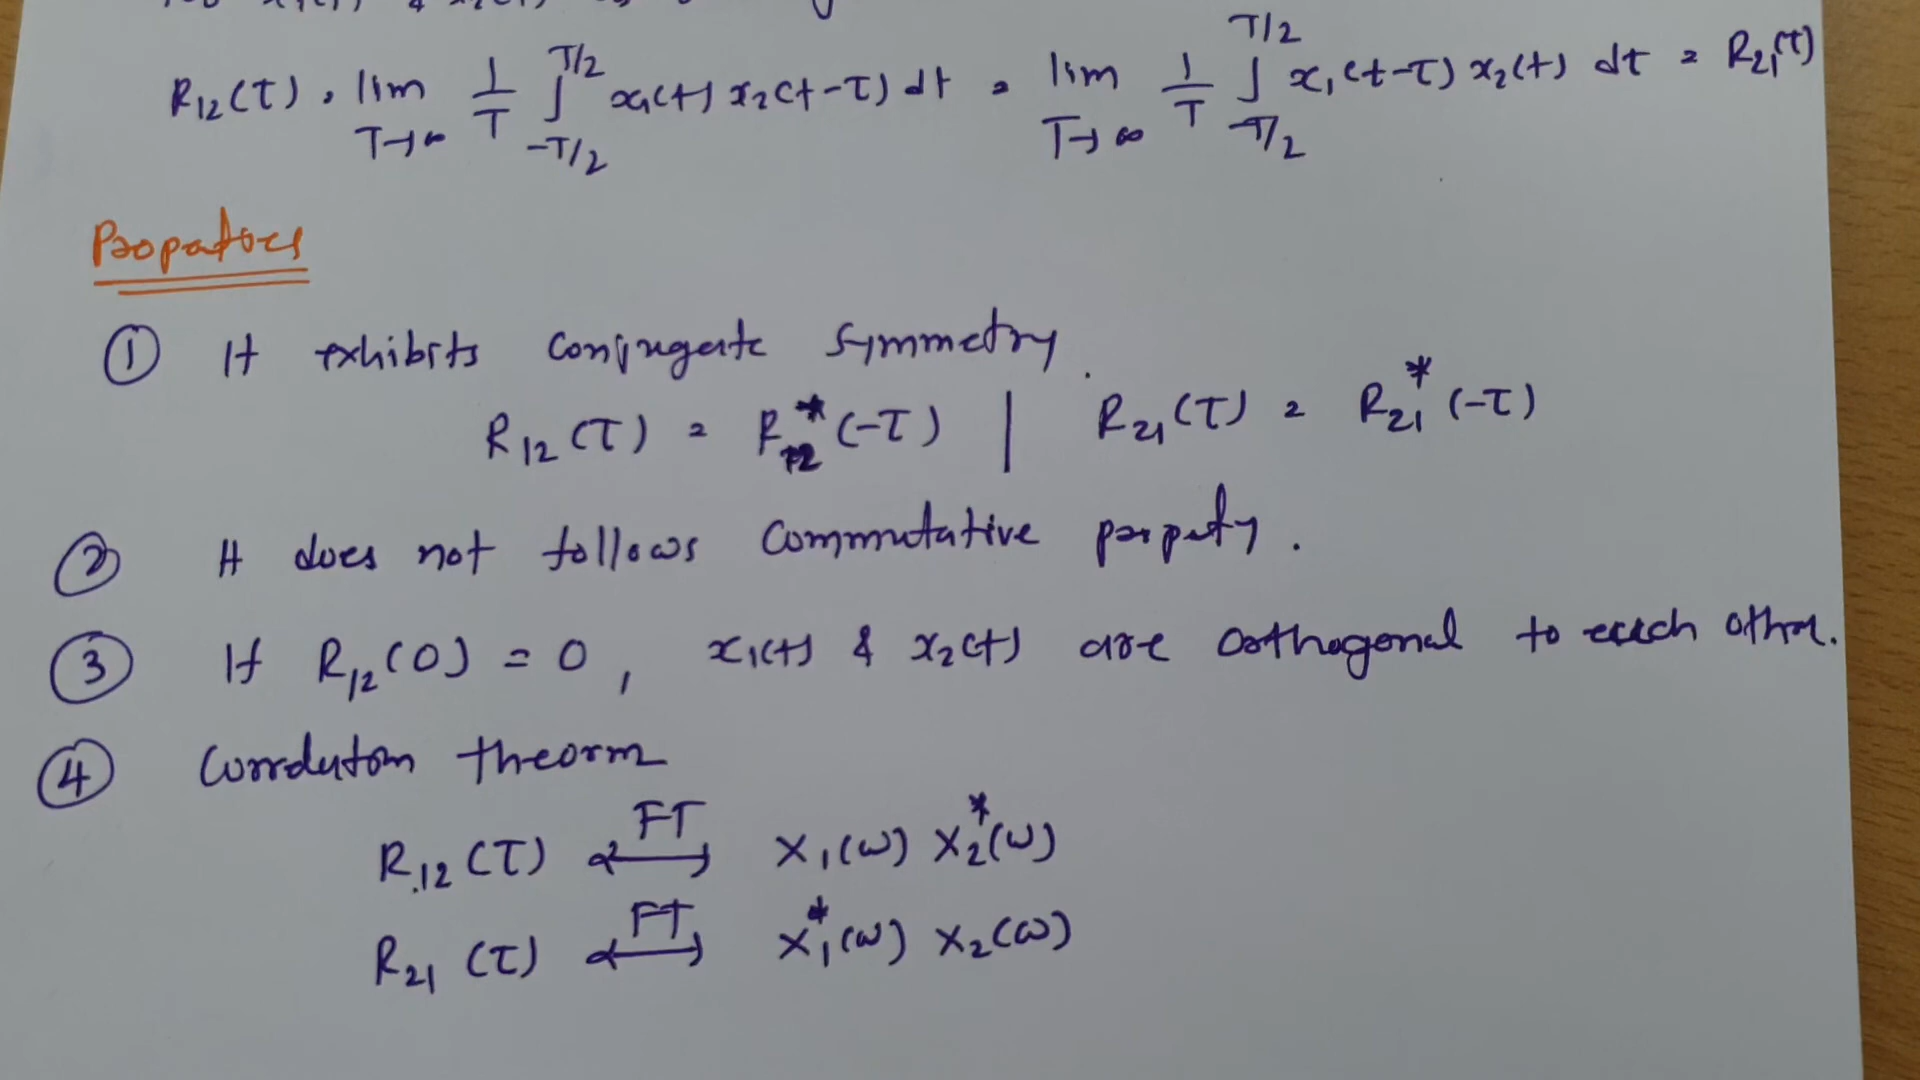 R12(τ) = lim T→∞ 1/T ∫_{-T/2}^{T/2} x1(t) x2(t-τ) dt = lim T→∞ 1/T ∫_{-T/2}^{T/2} x1(t-τ) x2(t) dt = R21(τ)
Properties
① It exhibits conjugate symmetry.
R12(τ) = R12*(-τ) | R21(τ) = R21*(-τ)
② It does not follows commutative property.
③ If R12(0) = 0, x1(t) & x2(t) are orthogonal to each other.
④ Correlation theorm
R12(τ) ←FT→ X1(ω) X2*(ω)
R21(τ) ←FT→ X1*(ω) X2(ω)